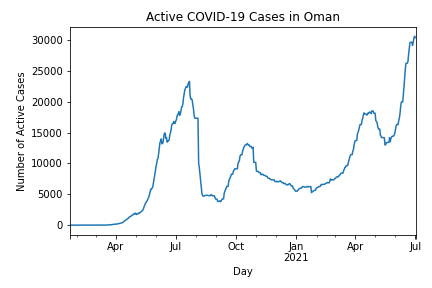 Active COVID-19 Cases in Oman
30000
25000
20000
15000
10000
5000
0
Number of Active Cases
Apr Jul Oct Jan Apr Jul
2021
Day